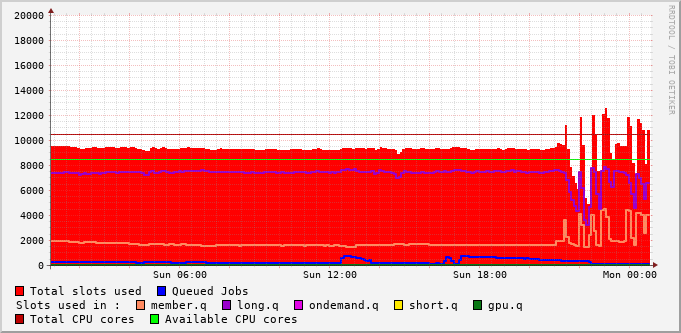 RRDTOOL / TOBI OETIKER
20000
18000
16000
14000
12000
10000
8000
6000
4000
2000
0
Sun 06:00 Sun 12:00 Sun 18:00 Mon 00:00
Total slots used Queued Jobs
Slots used in : member.q long.q ondemand.q short.q gpu.q
Total CPU cores Available CPU cores